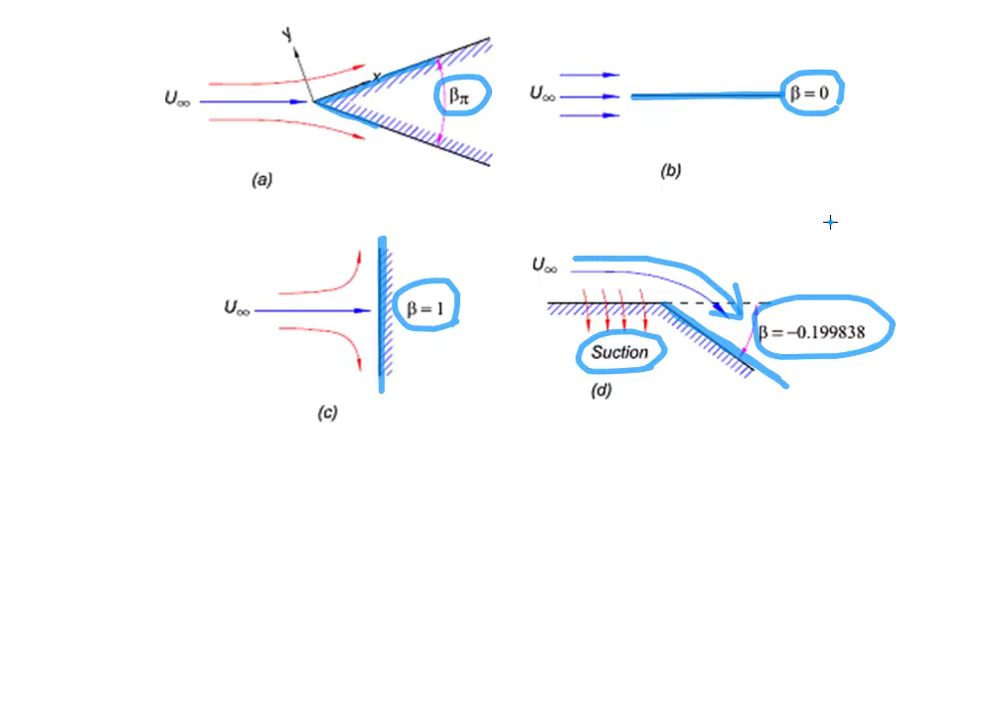 y
x
U∞
βπ
(a)
U∞
β = 0
(b)
U∞
β = 1
(c)
U∞
β = −0.199838
Suction
(d)